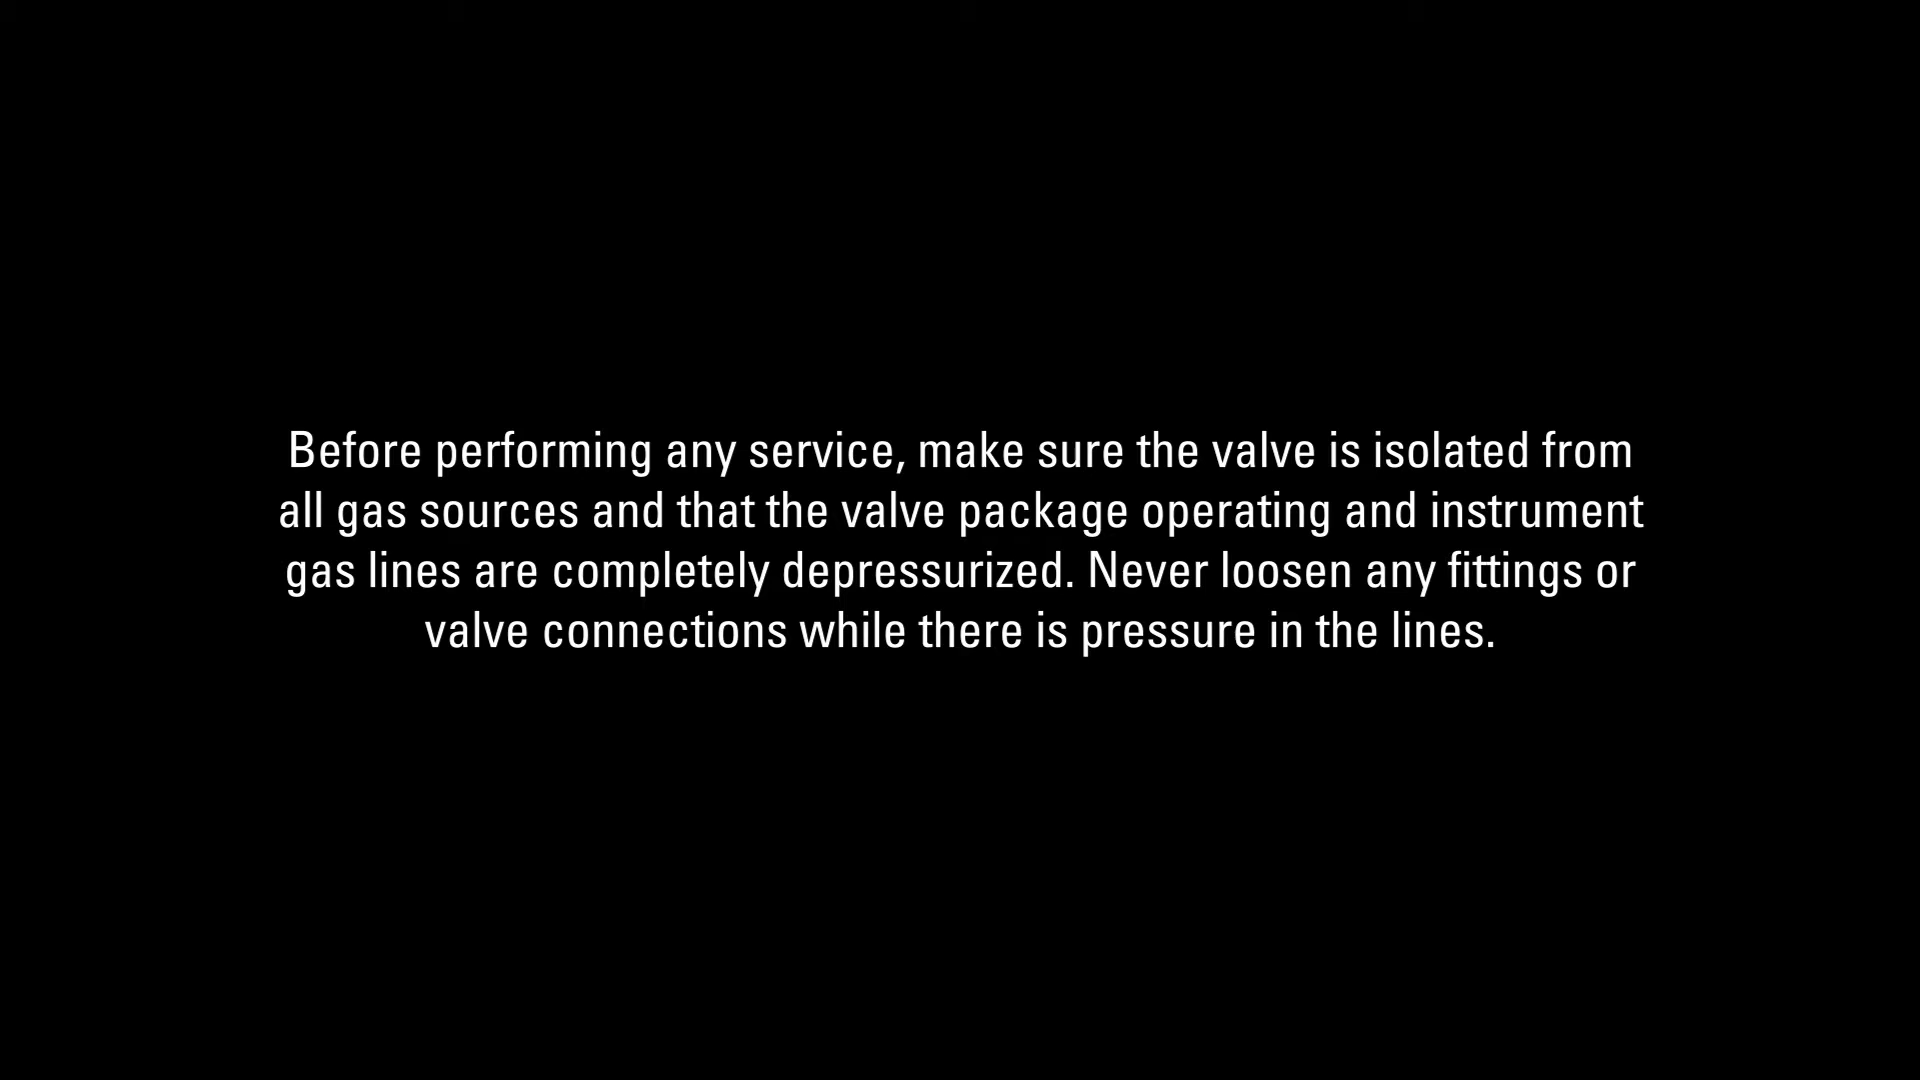 Before performing any service, make sure the valve is isolated from
all gas sources and that the valve package operating and instrument
gas lines are completely depressurized. Never loosen any fittings or
valve connections while there is pressure in the lines.